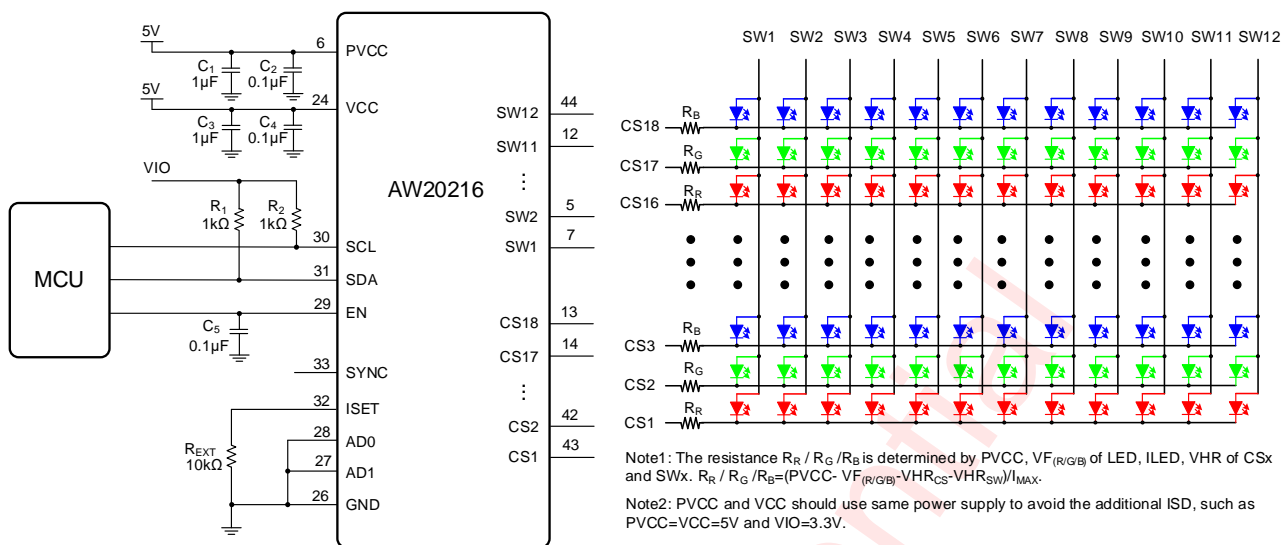 5V
6
PVCC
C1
1µF
C2
0.1µF
5V
24
VCC
C3
1µF
C4
0.1µF
VIO
R1
1kΩ
R2
1kΩ
MCU
30
SCL
31
SDA
29
EN
C5
0.1µF
33
SYNC
32
ISET
REXT
10kΩ
28
AD0
27
AD1
26
GND
AW20216
SW12
44
SW11
12
SW2
5
SW1
7
CS18
13
CS17
14
CS2
42
CS1
43
SW1 SW2 SW3 SW4 SW5 SW6 SW7 SW8 SW9 SW10 SW11 SW12
CS18
RB
CS17
RG
CS16
RR
CS3
RB
CS2
RG
CS1
RR
Note1: The resistance RR / RG /RB is determined by PVCC, VF(R/G/B) of LED, ILED, VHR of CSx
and SWx. RR / RG /RB=(PVCC- VF(R/G/B)-VHRCS-VHRSW)/IMAX.
Note2: PVCC and VCC should use same power supply to avoid the additional ISD, such as
PVCC=VCC=5V and VIO=3.3V.